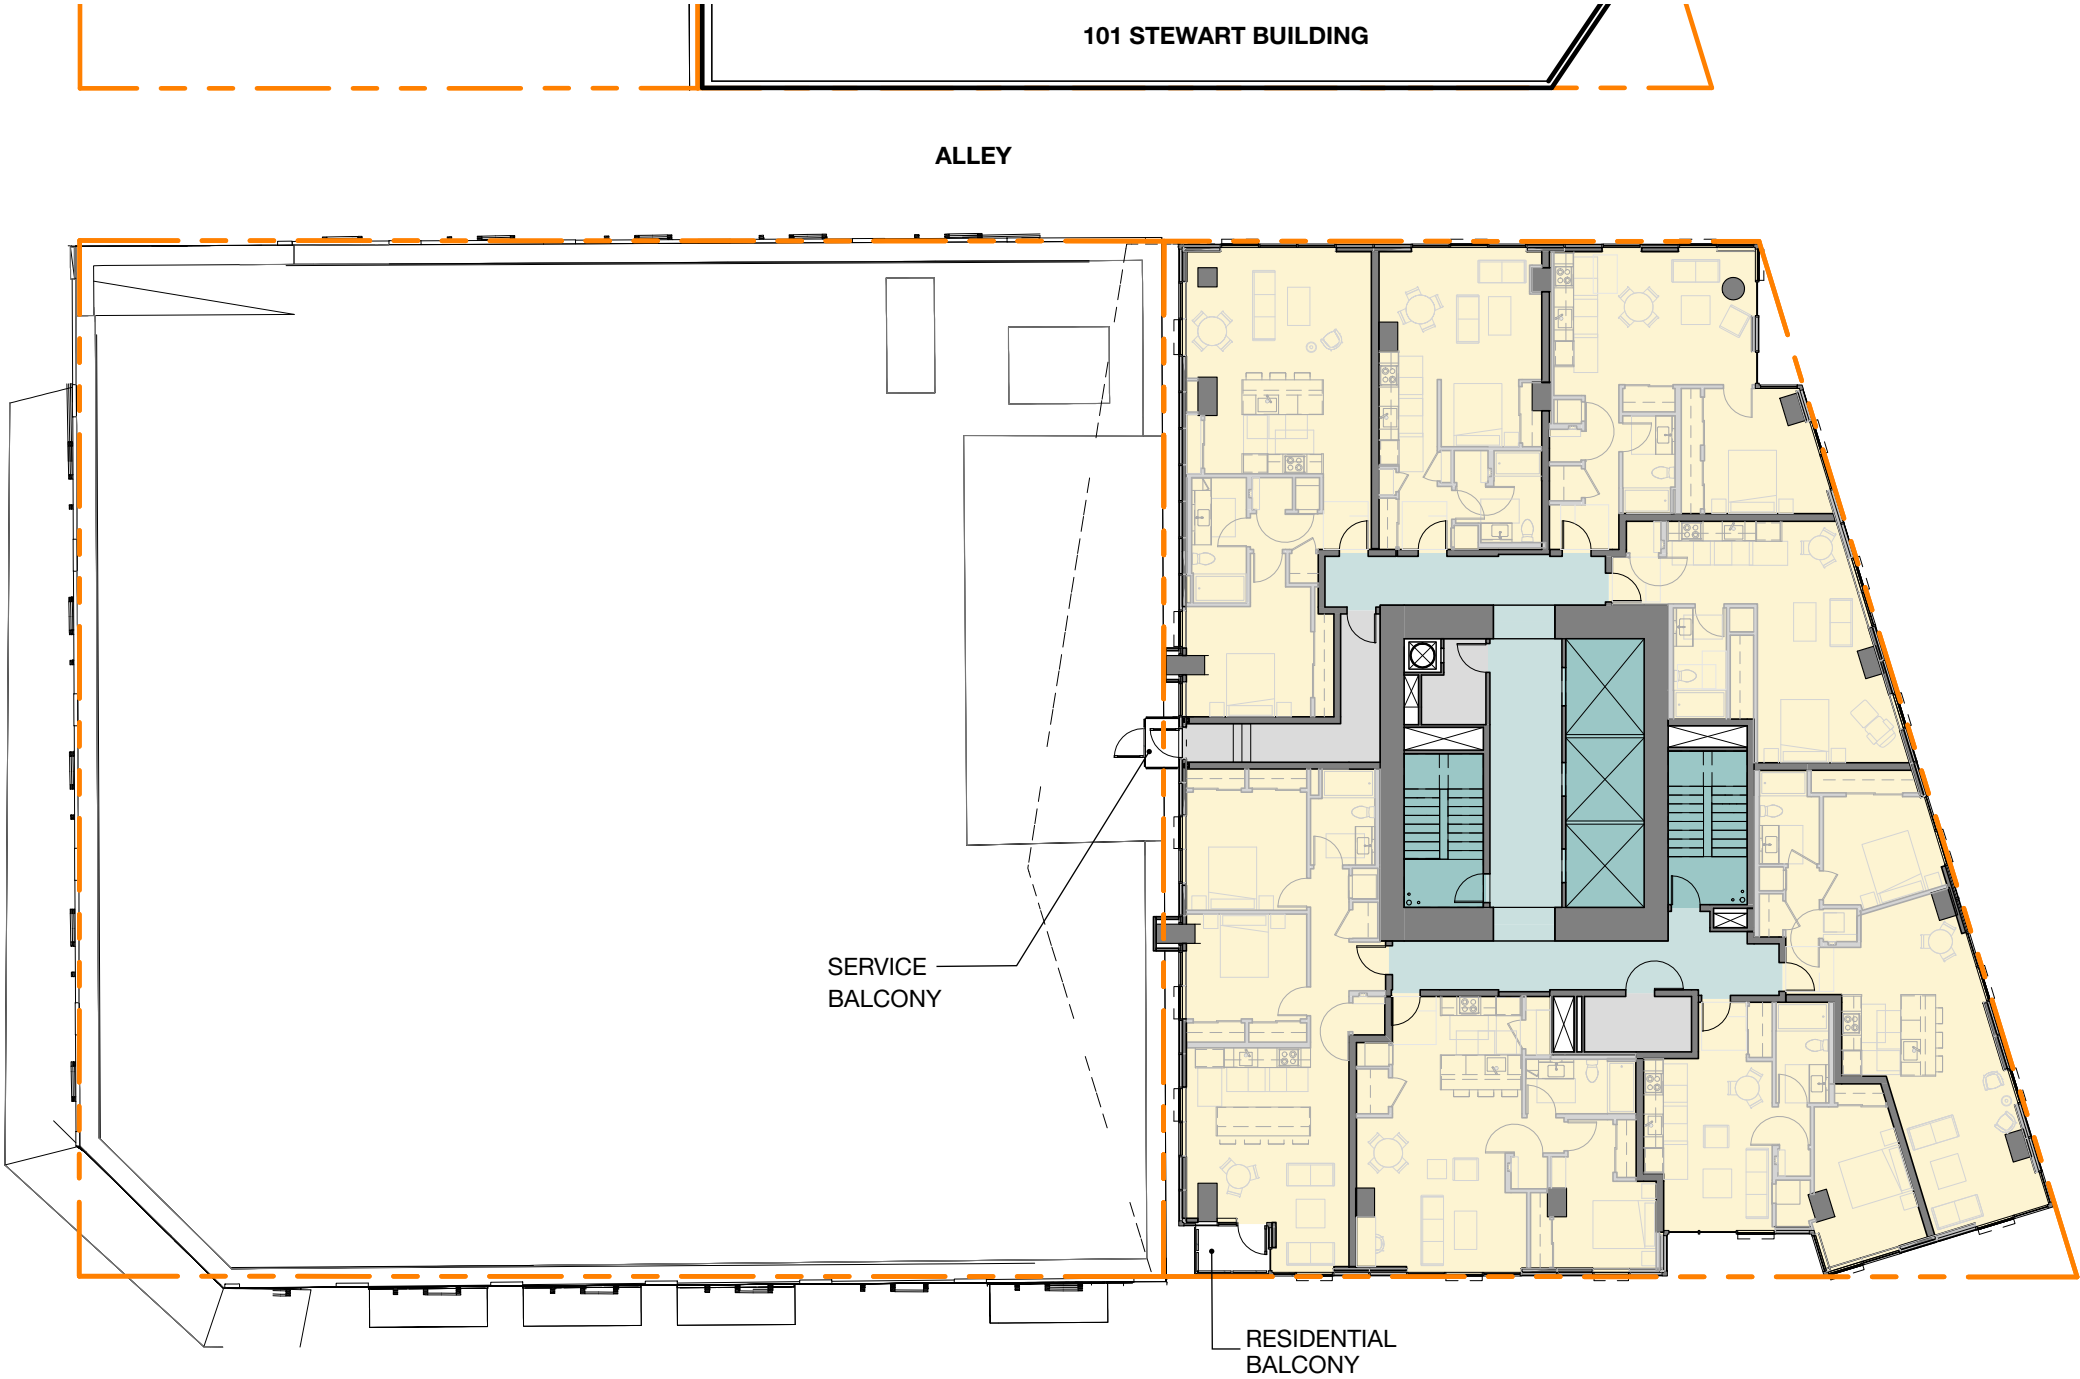 101 STEWART BUILDING
ALLEY
SERVICE
BALCONY
RESIDENTIAL
BALCONY